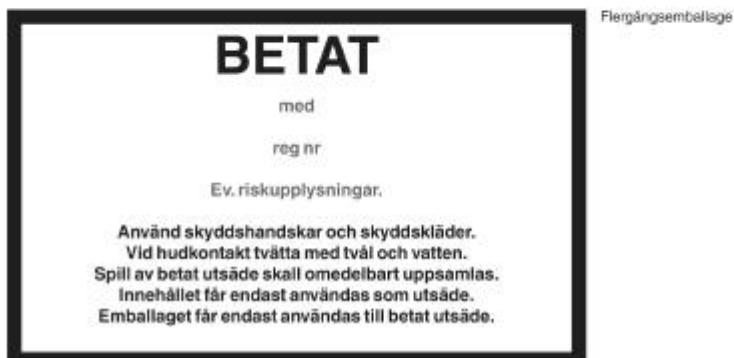 Flergångsemballage
BETAT
med
reg nr
Ev. riskupplysningar.
Använd skyddshandskar och skyddskläder.
Vid hudkontakt tvätta med tvål och vatten.
Spill av betat utsäde skall omedelbart uppsamlas.
Innehållet får endast användas som utsäde.
Emballaget får endast användas till betat utsäde.